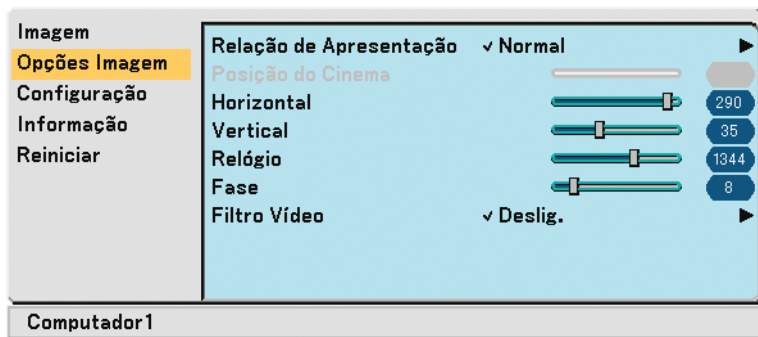 Imagem
Opções Imagem
Configuração
Informação
Reiniciar
Relação de Apresentação ✓ Normal
Posição do Cinema
Horizontal 290
Vertical 35
Relógio 1344
Fase 8
Filtro Vídeo ✓ Deslig.
Computador1